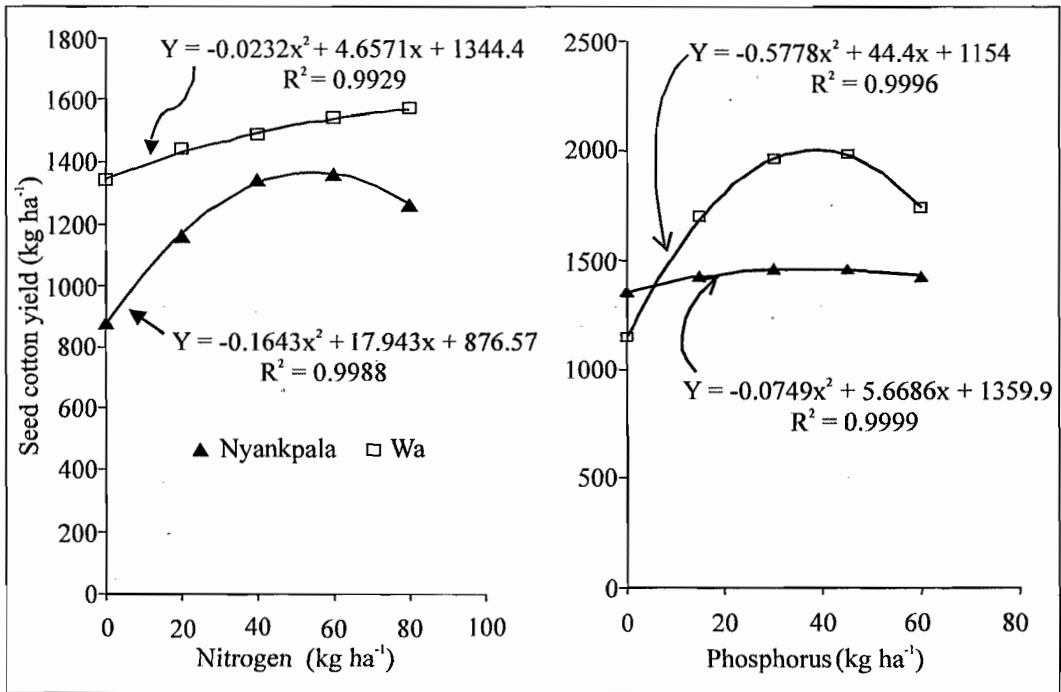 1800
1600
1400
1200
1000
800
600
400
200
0
Seed cotton yield (kg ha⁻¹)
Y = -0.0232x² + 4.6571x + 1344.4
R² = 0.9929
Y = -0.1643x² + 17.943x + 876.57
R² = 0.9988
▲ Nyankpala □ Wa
0 20 40 60 80 100
Nitrogen (kg ha⁻¹)
2500
2000
1500
1000
500
0
Y = -0.5778x² + 44.4x + 1154
R² = 0.9996
Y = -0.0749x² + 5.6686x + 1359.9
R² = 0.9999
0 20 40 60 80
Phosphorus (kg ha⁻¹)